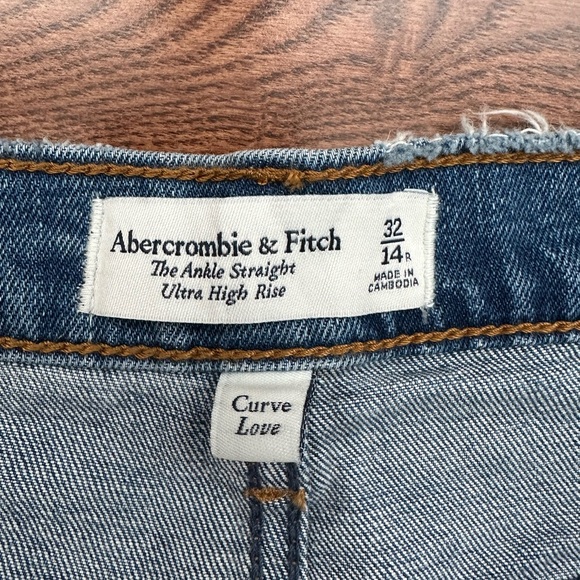 Abercrombie & Fitch
The Ankle Straight
Ultra High Rise
32
14R
MADE IN
CAMBODIA
Curve
Love